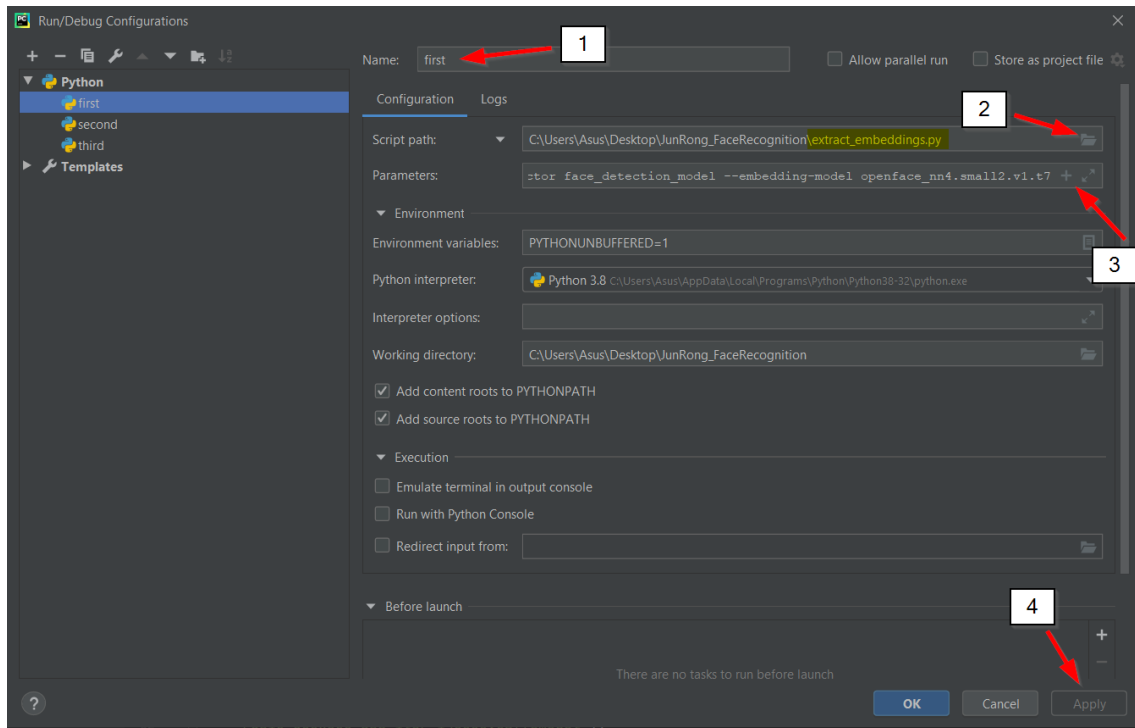 Run/Debug Configurations
Name: first 1 Allow parallel run Store as project file
Python
first
second
third
Templates
Configuration Logs
2
Script path: C:\Users\Asus\Desktop\JunRong_FaceRecognition\extract_embeddings.py
Parameters: ctor face_detection_model --embedding-model openface_nn4.small2.v1.t7
Environment
3
Environment variables: PYTHONUNBUFFERED=1
Python interpreter: Python 3.8 C:\Users\Asus\AppData\Local\Programs\Python\Python38-32\python.exe
Interpreter options:
Working directory: C:\Users\Asus\Desktop\JunRong_FaceRecognition
Add content roots to PYTHONPATH
Add source roots to PYTHONPATH
Execution
Emulate terminal in output console
Run with Python Console
Redirect input from:
Before launch
4
There are no tasks to run before launch
? OK Cancel Apply